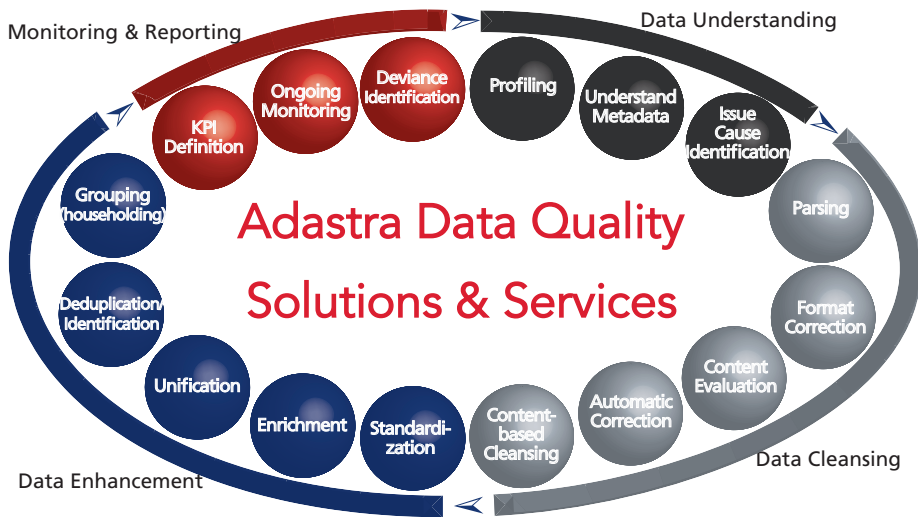 Monitoring & Reporting
Data Understanding
Deviance
Identification
Profiling
Ongoing
Monitoring
Understand
Metadata
KPI
Definition
Issue
Cause
Identification
Grouping
(householding)
Parsing
Adastra Data Quality
Solutions & Services
Deduplication/
Identification
Format
Correction
Unification
Content
Evaluation
Enrichment
Automatic
Correction
Standardi-
zation
Content-
based
Cleansing
Data Enhancement
Data Cleansing